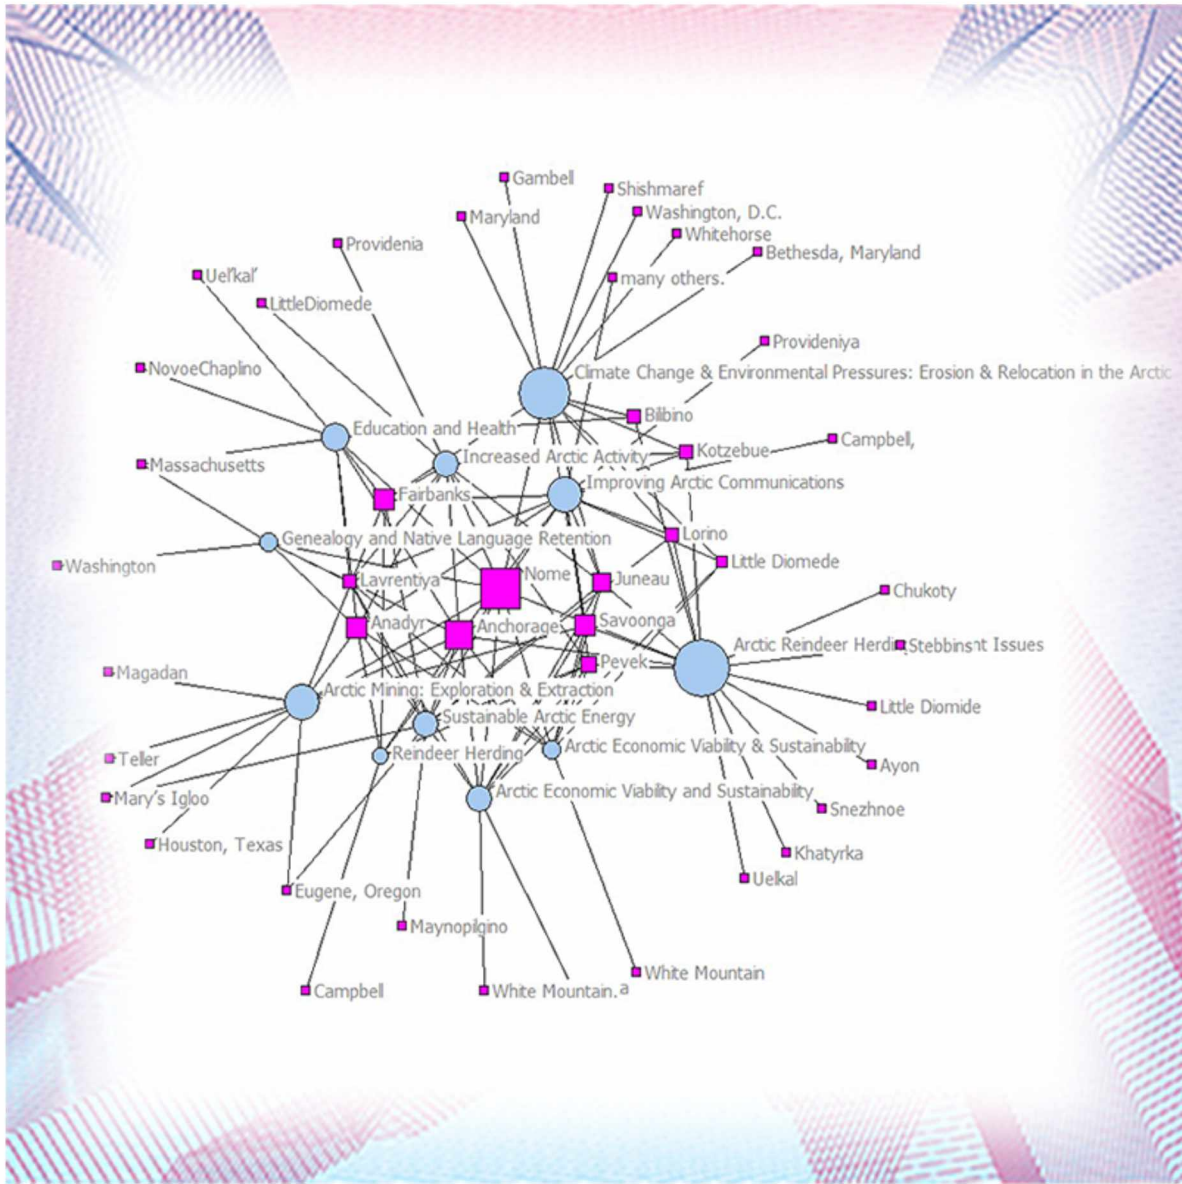 Gambell
Shishmaref
Maryland
Washington, D.C.
Whitehorse
Providenia
Bethesda, Maryland
Uel'kal'
many others.
LittleDiomede
Provideniya
NovoeChaplino
Climate Change & Environmental Pressures: Erosion & Relocation in the Arctic
Bilbino
Education and Health
Campbell,
Kotzebue
Increased Arctic Activity
Massachusetts
Improving Arctic Communications
Fairbanks
Lorino
Genealogy and Native Language Retention
Little Diomede
Washington
Nome
Lavrentiya
Juneau
Chukoty
Anadyr
Anchorage
Savoonga
Arctic Reindeer Herdi
Stebbins
nt Issues
Pevek
Magadan
Arctic Mining: Exploration & Extraction
Little Diomide
Sustainable Arctic Energy
Arctic Economic Viability & Sustainability
Reindeer Herding
Teller
Ayon
Arctic Economic Viability and Sustainability
Mary's Igloo
Snezhnoe
Houston, Texas
Khatyrka
Uelkal
Eugene, Oregon
Maynopilgino
White Mountain
Campbell
White Mountain.
a